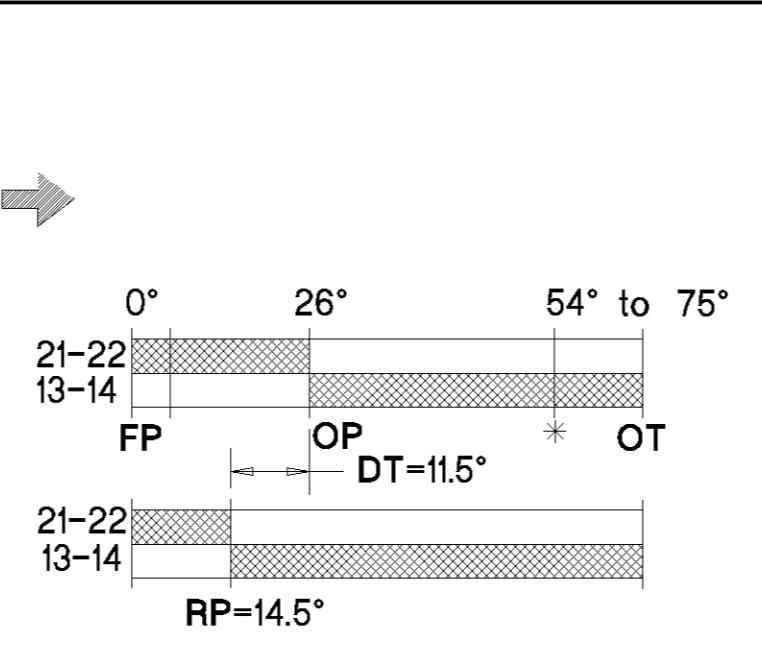 0° 26° 54° to 75°
21-22
13-14
FP OP * OT
DT=11.5°
21-22
13-14
RP=14.5°